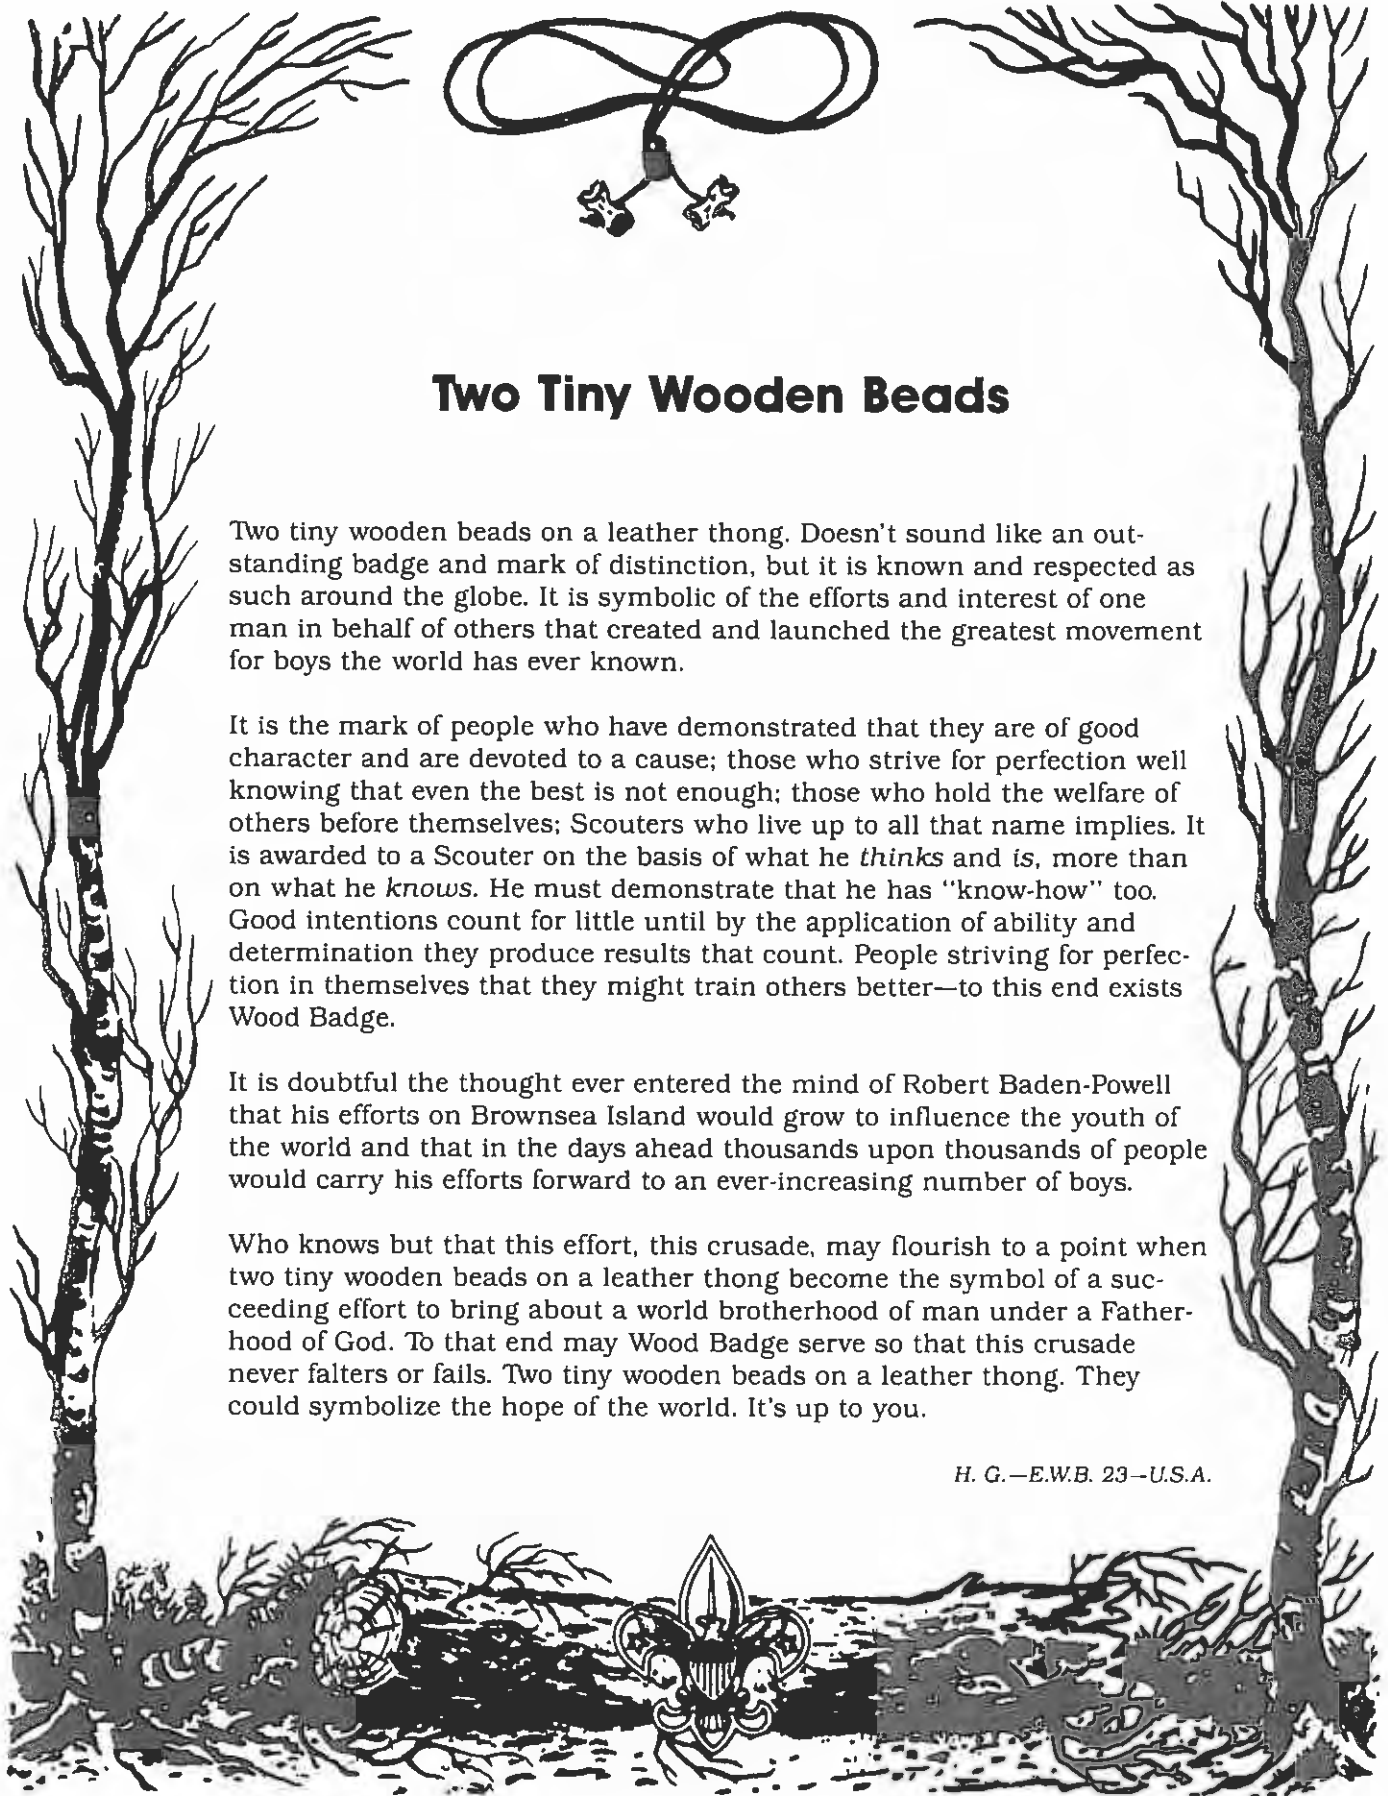 Two Tiny Wooden Beads
Two tiny wooden beads on a leather thong. Doesn't sound like an out-
standing badge and mark of distinction, but it is known and respected as
such around the globe. It is symbolic of the efforts and interest of one
man in behalf of others that created and launched the greatest movement
for boys the world has ever known.
It is the mark of people who have demonstrated that they are of good
character and are devoted to a cause; those who strive for perfection well
knowing that even the best is not enough; those who hold the welfare of
others before themselves; Scouters who live up to all that name implies. It
is awarded to a Scouter on the basis of what he thinks and is, more than
on what he knows. He must demonstrate that he has "know-how" too.
Good intentions count for little until by the application of ability and
determination they produce results that count. People striving for perfec-
tion in themselves that they might train others better—to this end exists
Wood Badge.
It is doubtful the thought ever entered the mind of Robert Baden-Powell
that his efforts on Brownsea Island would grow to influence the youth of
the world and that in the days ahead thousands upon thousands of people
would carry his efforts forward to an ever-increasing number of boys.
Who knows but that this effort, this crusade, may flourish to a point when
two tiny wooden beads on a leather thong become the symbol of a suc-
ceeding effort to bring about a world brotherhood of man under a Father-
hood of God. To that end may Wood Badge serve so that this crusade
never falters or fails. Two tiny wooden beads on a leather thong. They
could symbolize the hope of the world. It's up to you.
H. G.—E.W.B. 23—U.S.A.